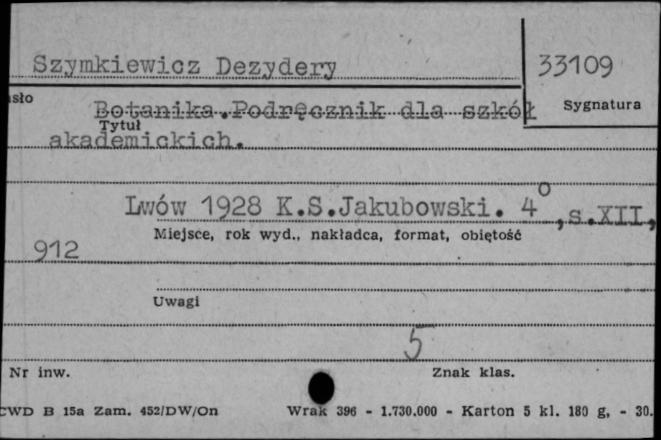 Szymkiewicz Dezydery
33109
sło
Botanika.Podręcznik dla szkół
Sygnatura
Tytuł
akademickich.
Lwów 1928 K.S.Jakubowski. 4°,s.XII,
Miejsce, rok wyd., nakładca, format, objętość
912
Uwagi
5
Nr inw.
Znak klas.
CWD B 15a Zam. 452/DW/On Wrak 396 - 1.730.000 - Karton 5 kl. 180 g, - 30.